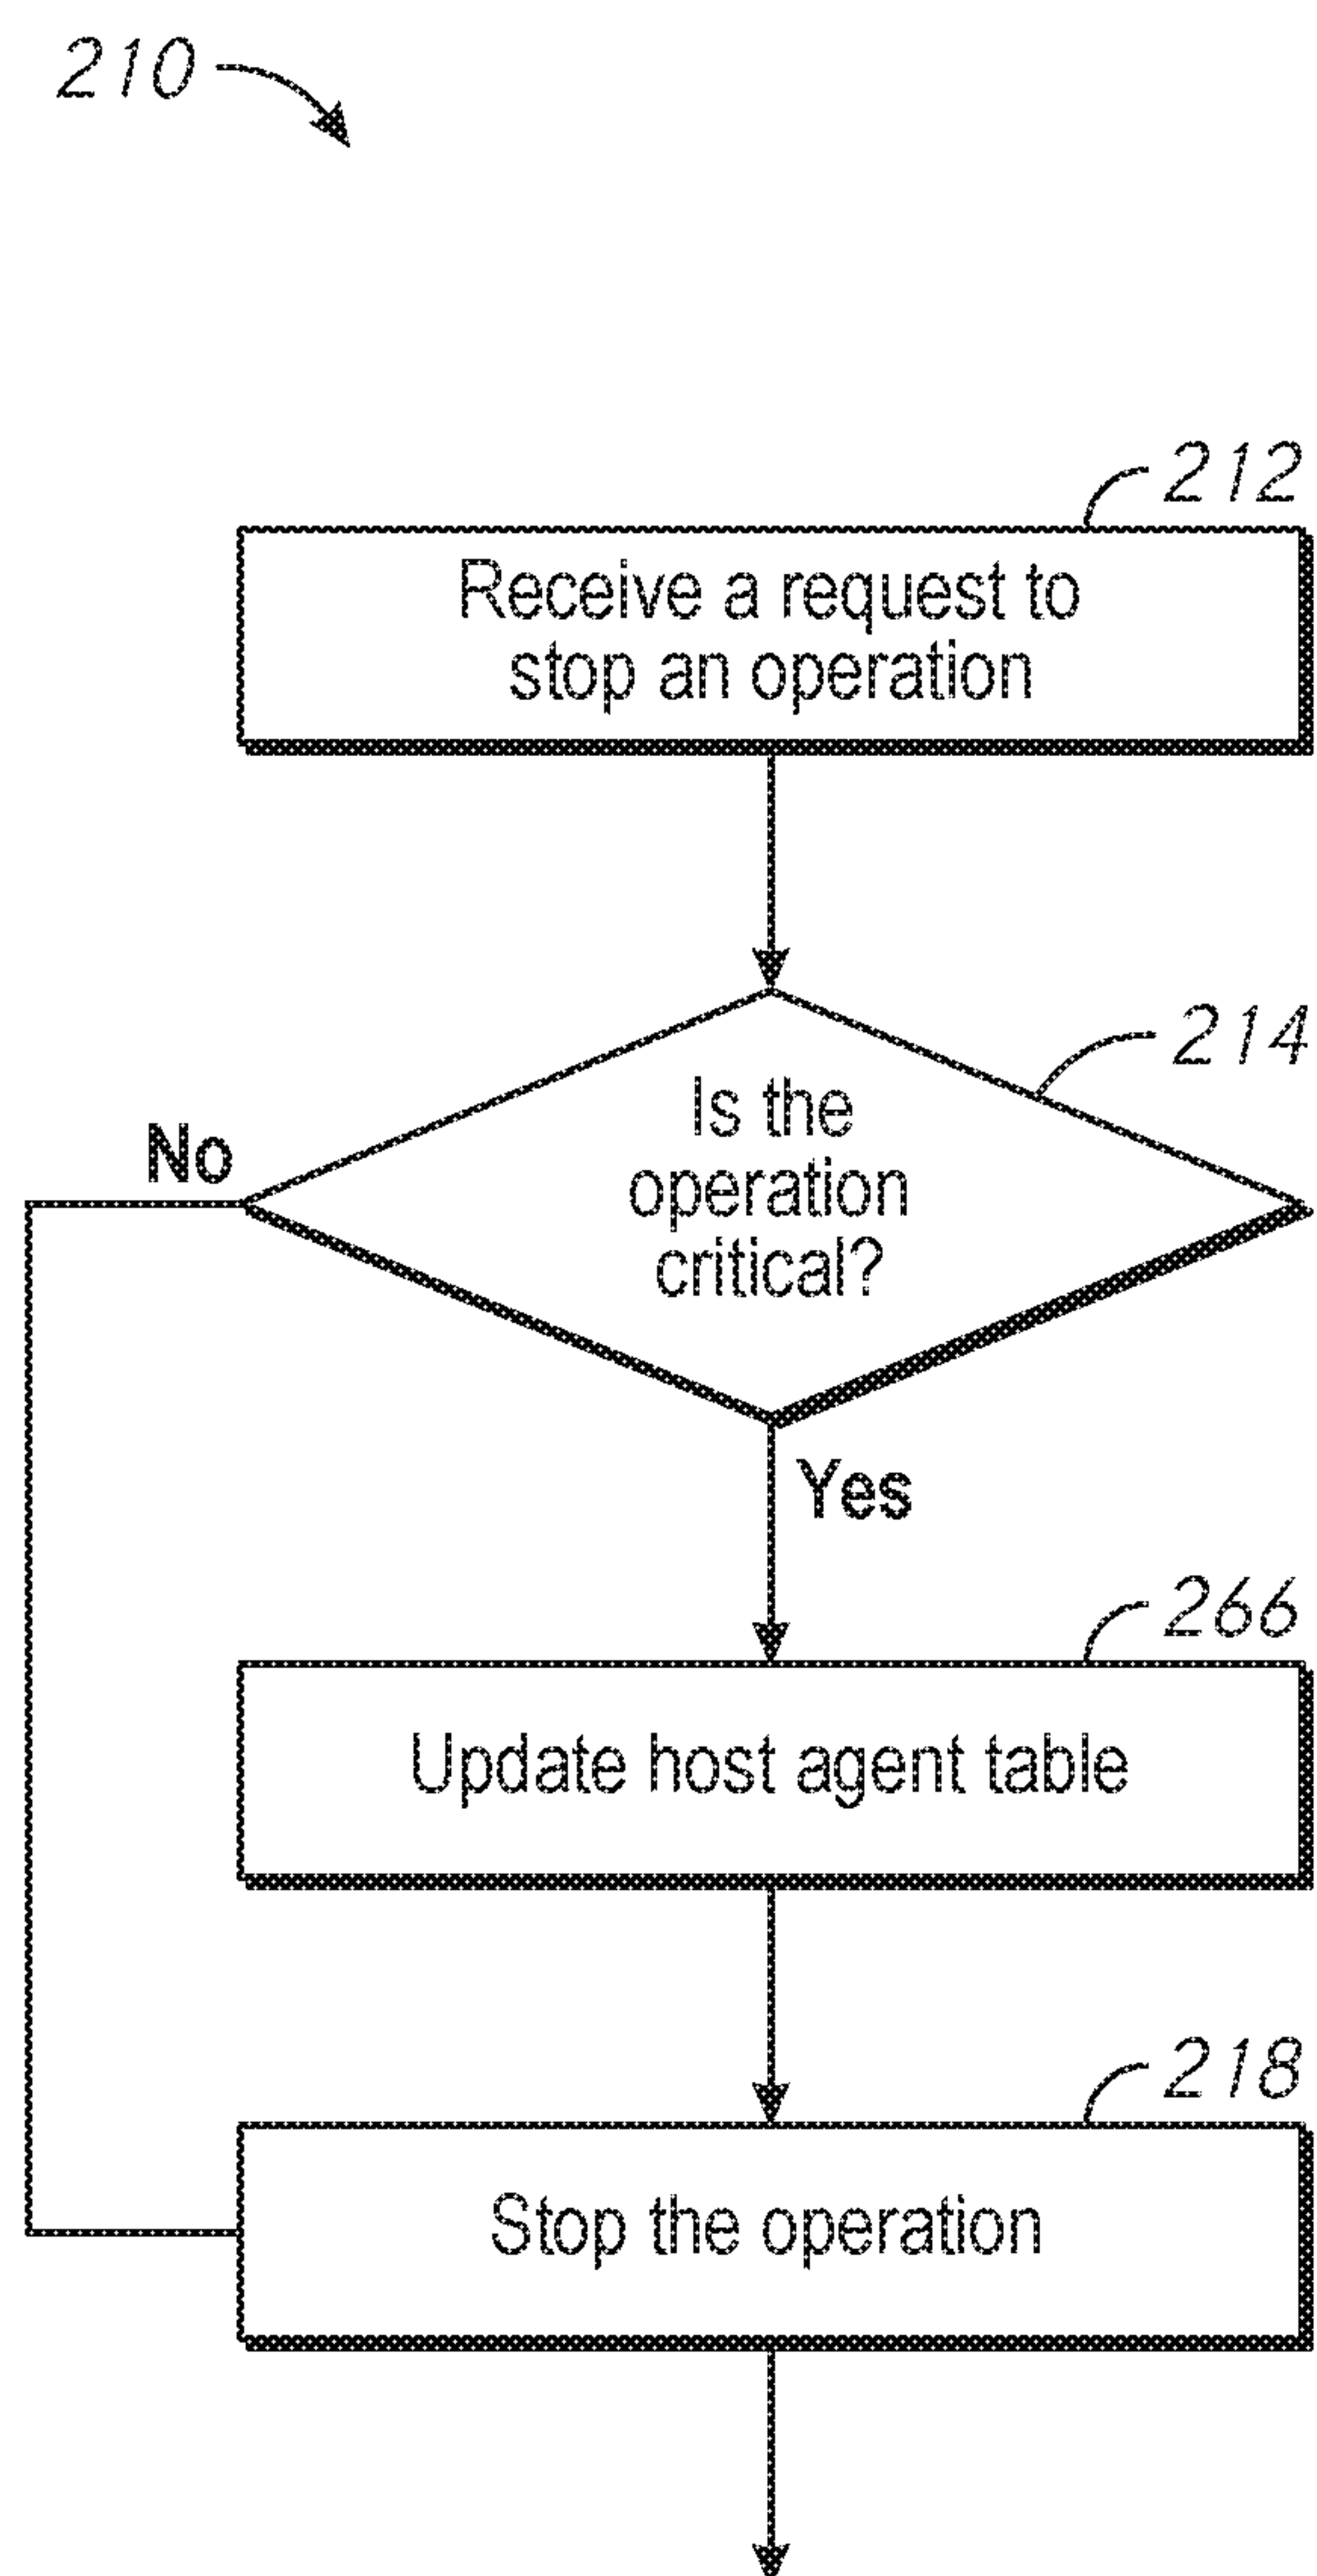 210
212
Receive a request to
stop an operation
214
Is the
operation
critical?
No
Yes
266
Update host agent table
218
Stop the operation